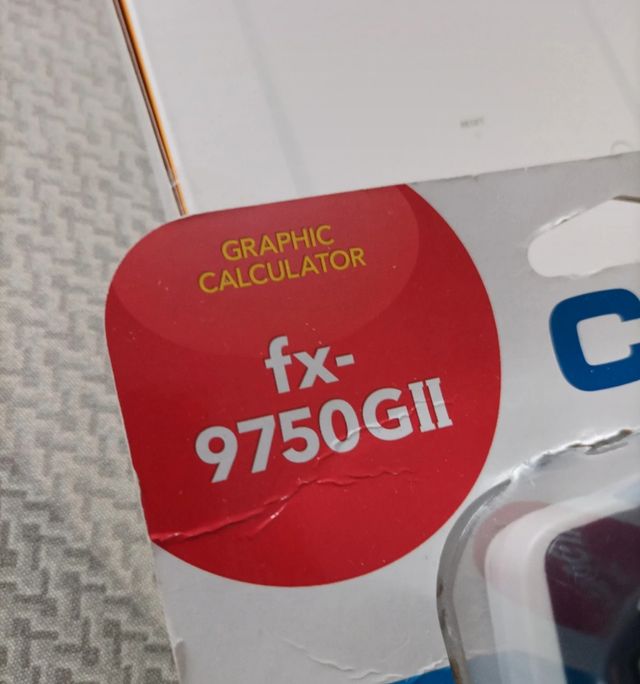 GRAPHIC
CALCULATOR
fx-
9750GII
C